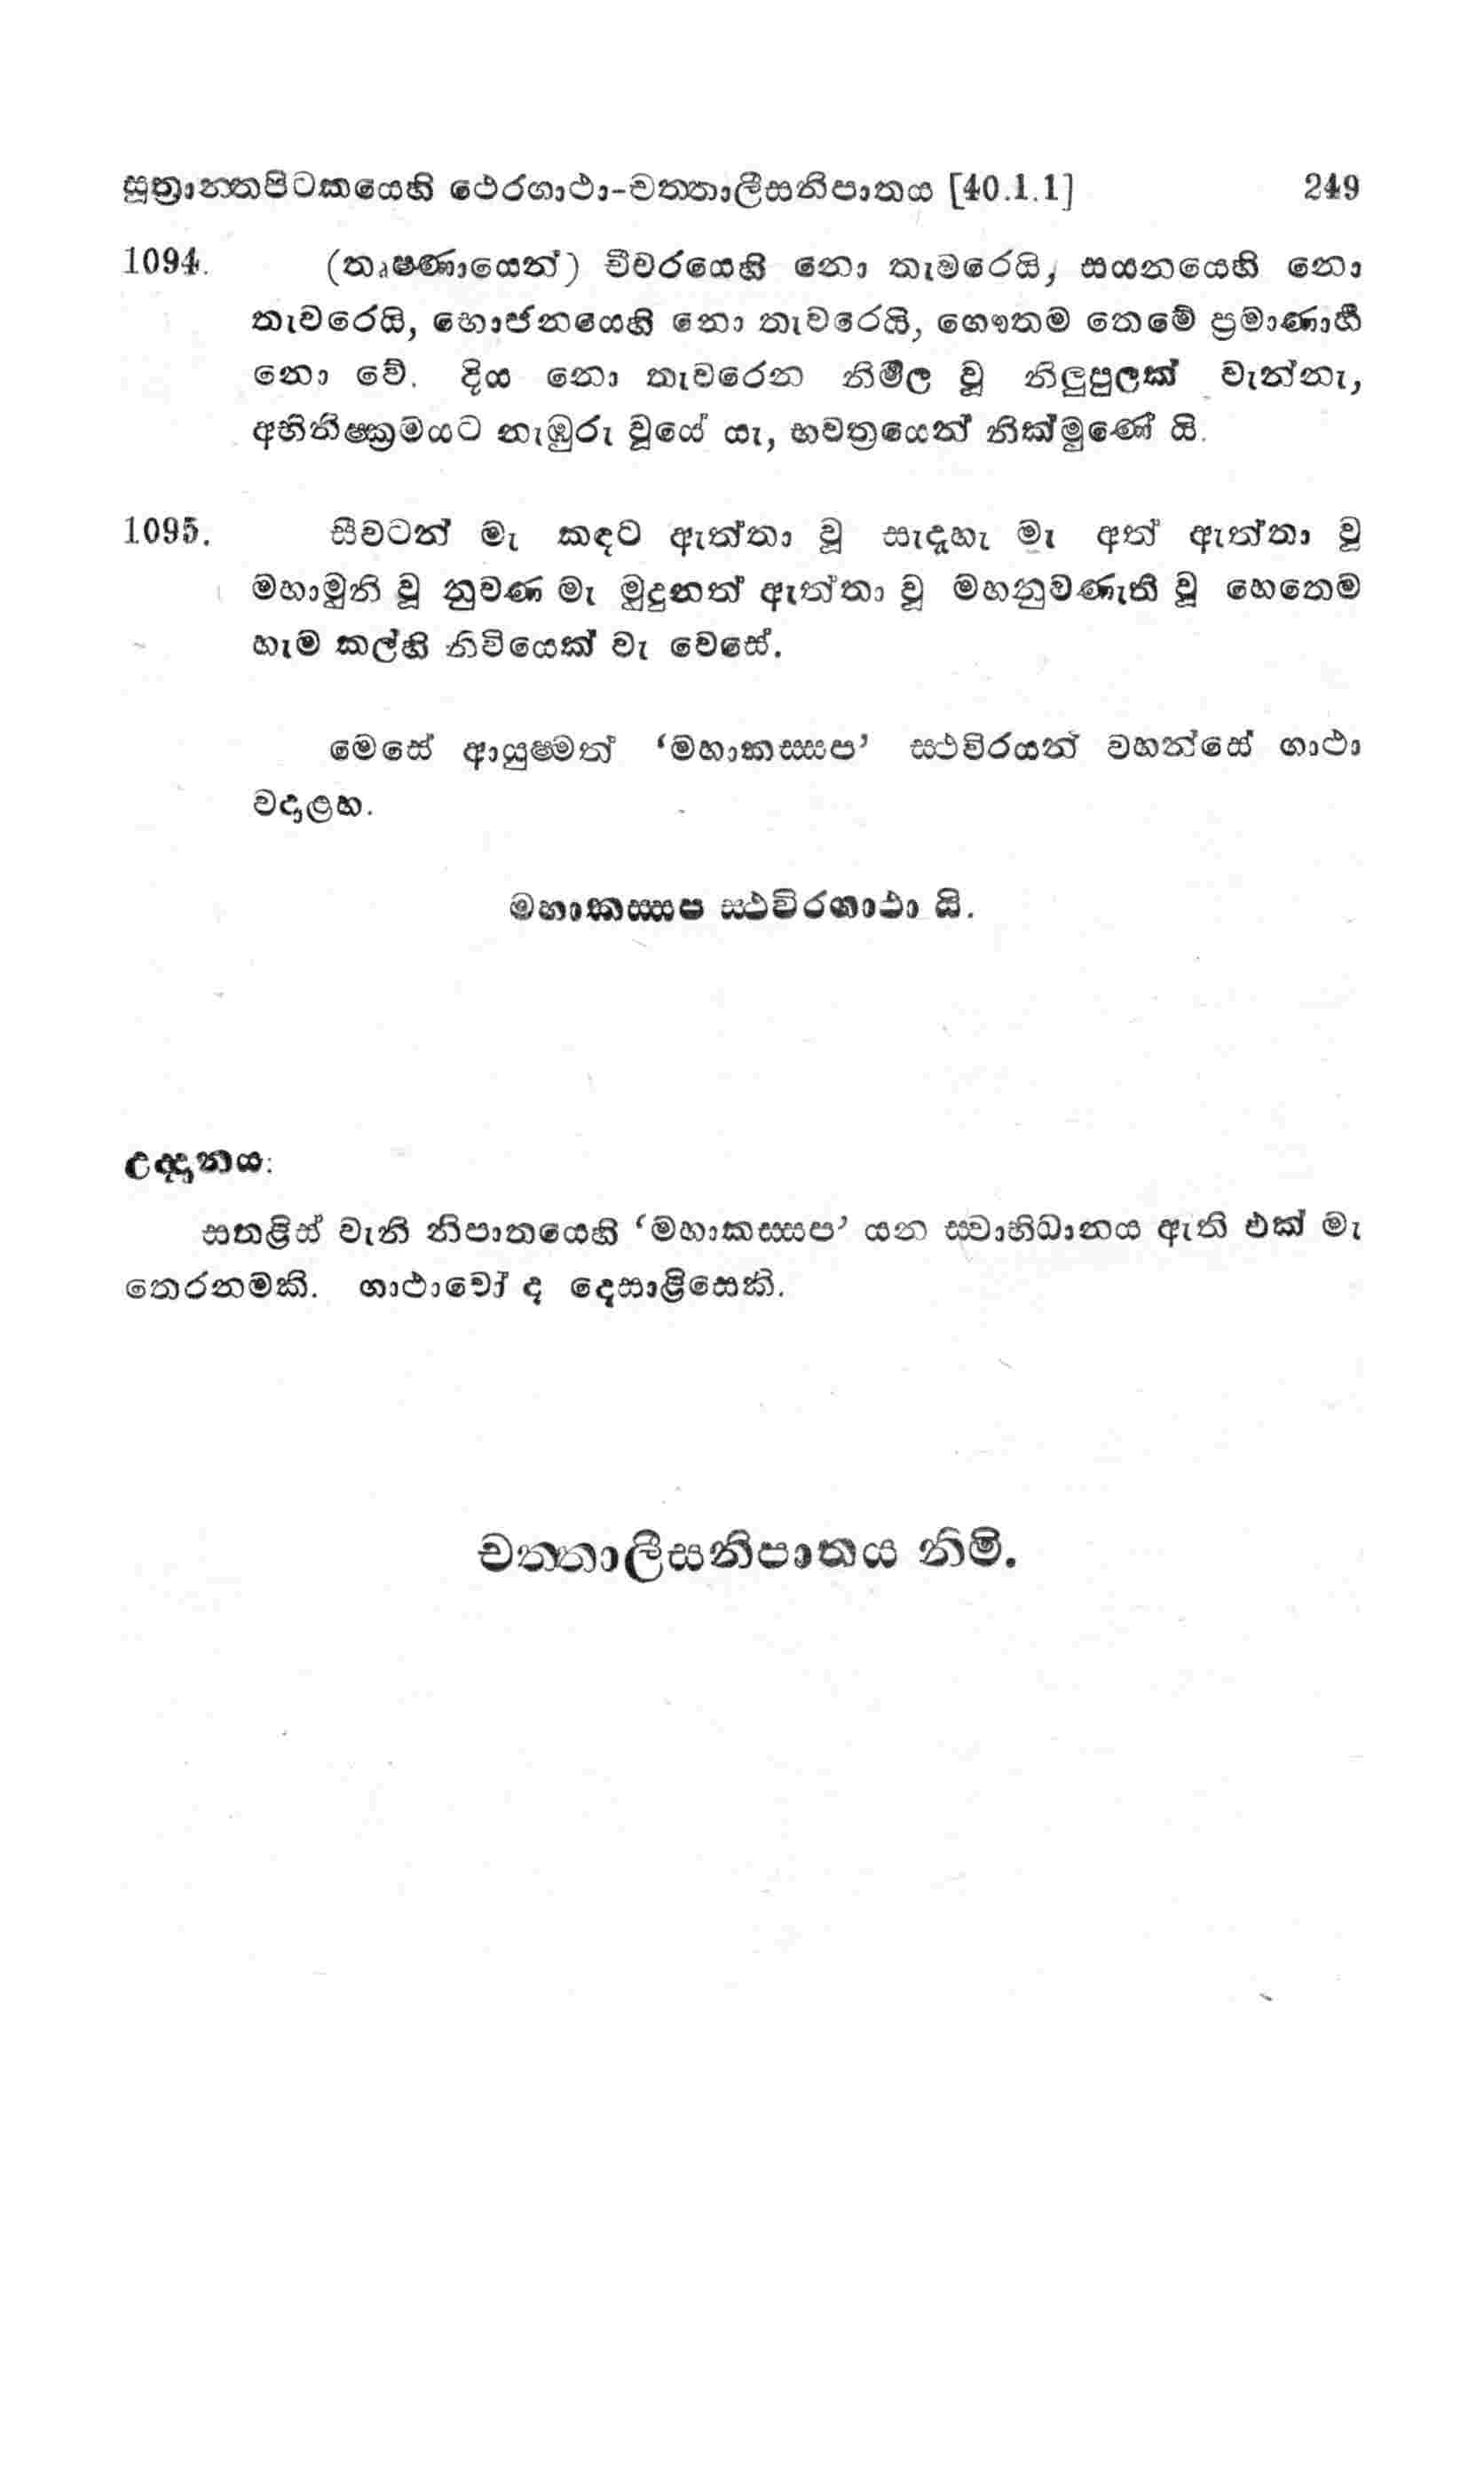 සූත්‍රාන්තපිටකයෙහි ථෙරගාථා-චත්තාලීසනිපාතය [40.1.1] 249
1094. (තෘෂ්ණායෙන්) චීවරයෙහි නො තැවරෙයි, සයනයෙහි නො
තැවරෙයි, භොජනයෙහි නො තැවරෙයි, ගෞතම තෙමේ ප්‍රමාණාහී
නො වේ. දිය නො තැවරෙන නිමීල වූ නිලුපුලක් වැන්නැ,
අභිනිෂ්ක්‍රමයට නැඹුරු වූයේ යැ, භවත්‍රයෙන් නික්මුණේ යි.
1095. සීවටන් මැ කඳට ඇත්තා වූ සැදැහැ මැ අත් ඇත්තා වූ
මහාමුනි වූ නුවණ මැ මුදුනත් ඇත්තා වූ මහනුවණැති වූ හෙතෙම
හැම කල්හි නිවියෙක් වැ වෙසේ.
මෙසේ ආයුෂ්මත් ‘මහාකස්සප’ ස්ථවිරයන් වහන්සේ ගාථා
වදාළහ.
මහාකස්සප ස්ථවිරගාථා යි.
උද්දානය:
සතළිස් වැනි නිපාතයෙහි ‘මහාකස්සප’ යන ස්වාභිධානය ඇති එක් මැ
තෙරනමකි. ගාථාවෝ ද දෙසාළිසෙකි.
චත්තාලීසනිපාතය නිමි.